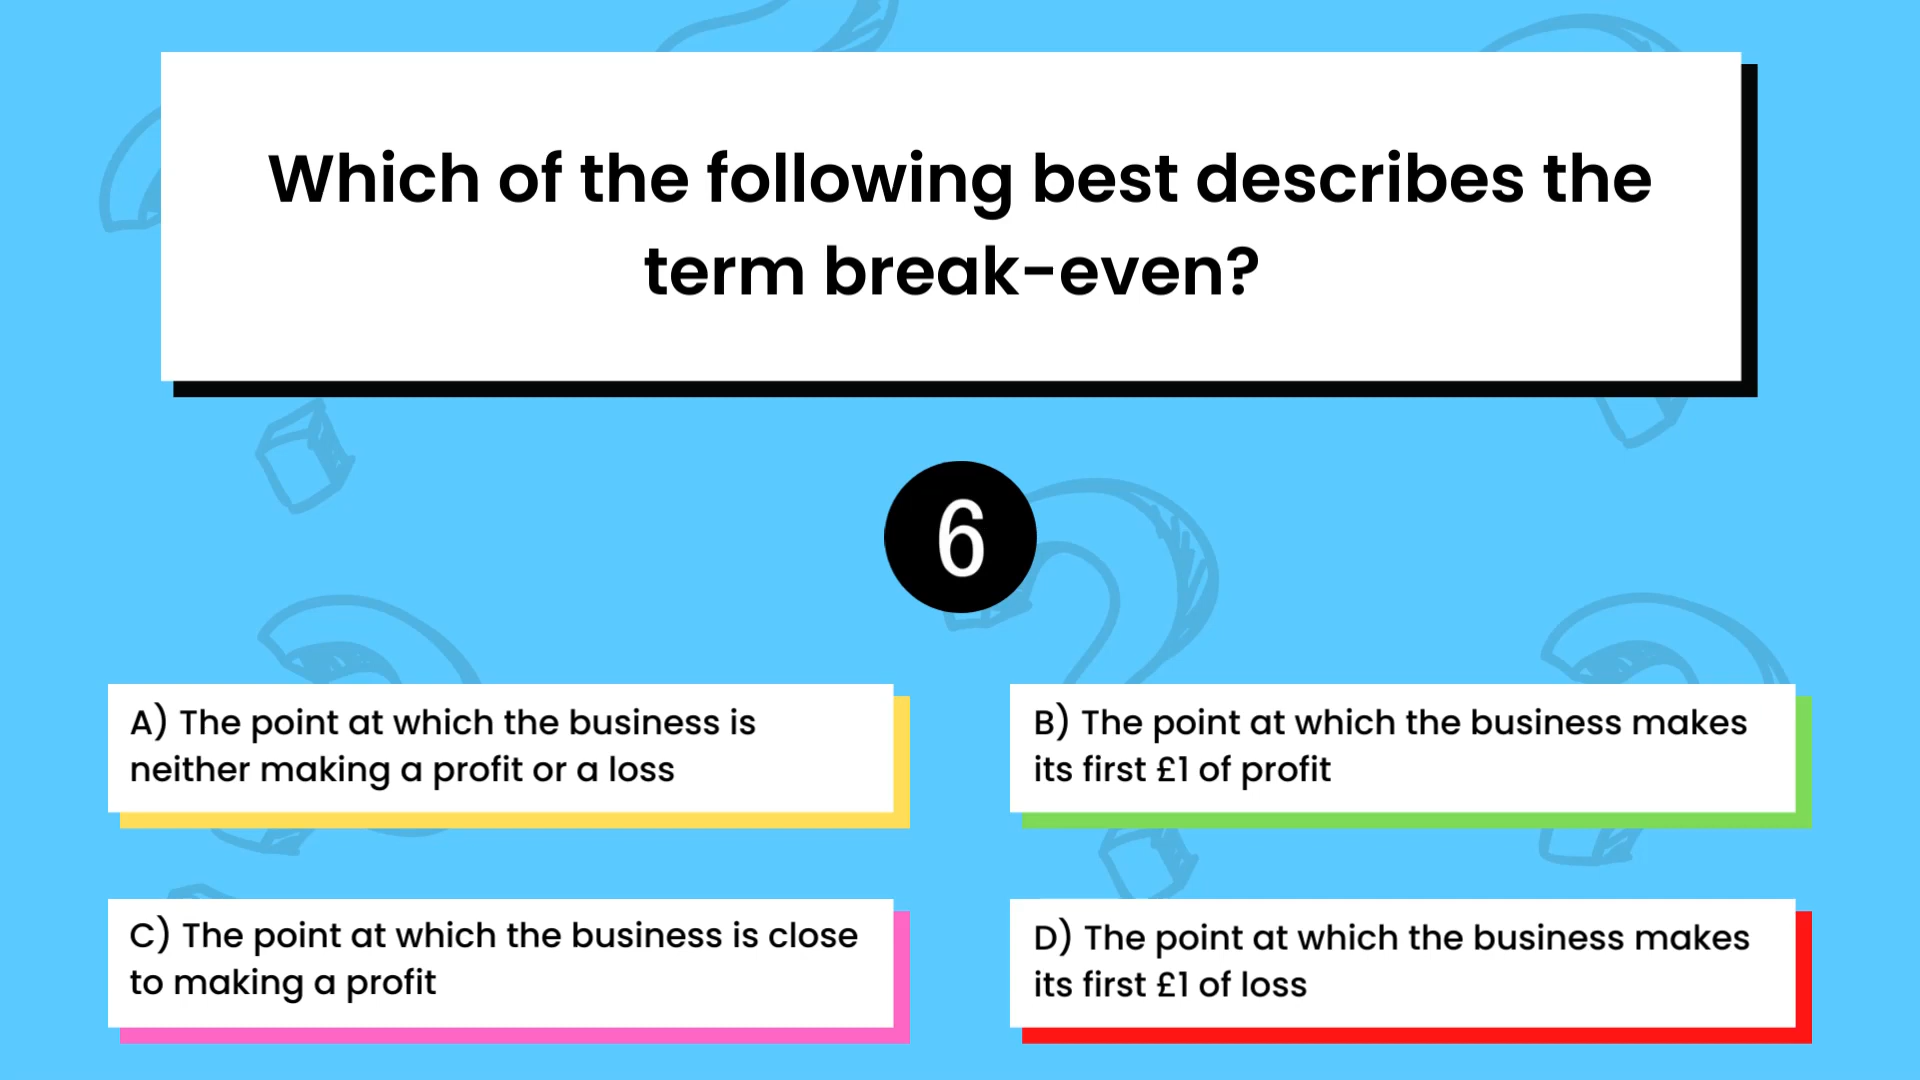 Which of the following best describes the
term break-even?
6
A) The point at which the business is
neither making a profit or a loss
B) The point at which the business makes
its first £1 of profit
C) The point at which the business is close
to making a profit
D) The point at which the business makes
its first £1 of loss